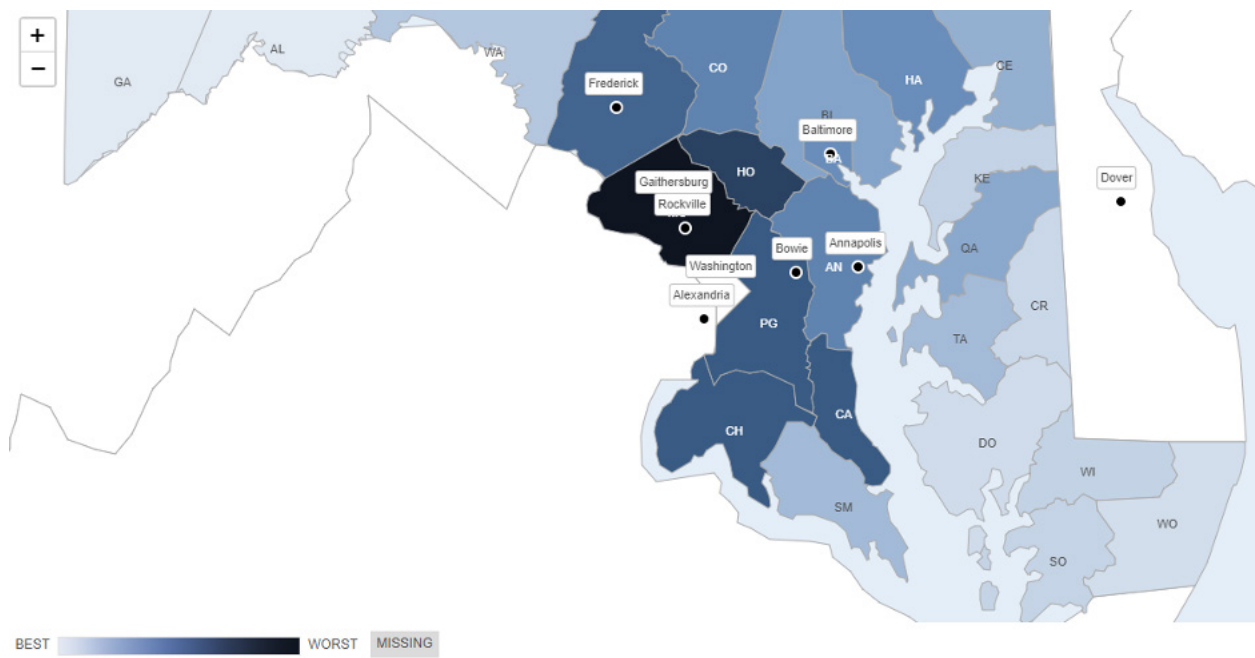 +
−
GA
AL
WA
Frederick
CO
HA
CE
Baltimore
BA
HO
Gaithersburg
Rockville
KE
Dover
Bowie
Annapolis
AN
QA
Washington
Alexandria
PG
CR
TA
CA
CH
DO
WI
SM
WO
SO
BEST
WORST
MISSING